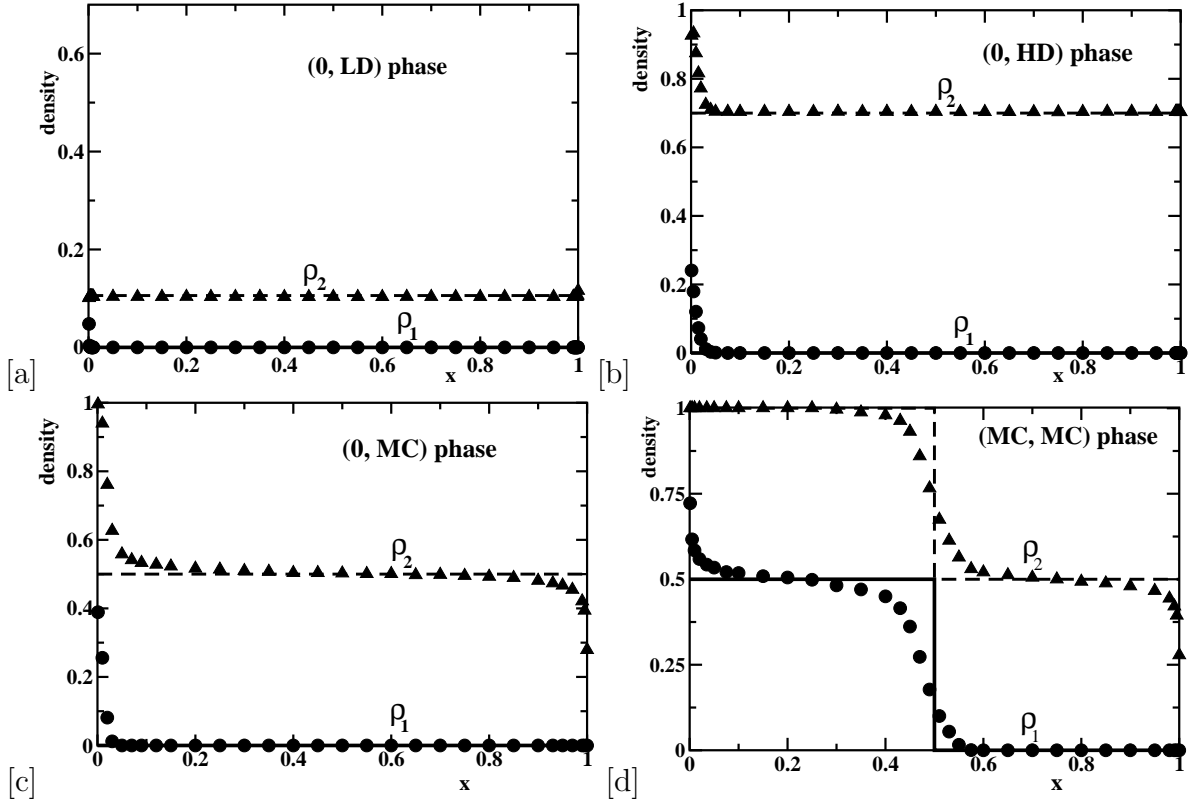 0.6
0.4
0.2
0
density
(0, LD) phase
ρ2
ρ1
0 0.2 0.4 0.6 0.8 1
x
[a]
1
0.8
0.6
0.4
0.2
0
density
(0, HD) phase
ρ2
ρ1
0 0.2 0.4 0.6 0.8 1
x
[b]
1
0.8
0.6
0.4
0.2
0
density
(0, MC) phase
ρ2
ρ1
0 0.2 0.4 0.6 0.8 1
x
[c]
1
0.75
0.5
0.25
0
density
(MC, MC) phase
ρ2
ρ1
0 0.2 0.4 0.6 0.8 1
x
[d]